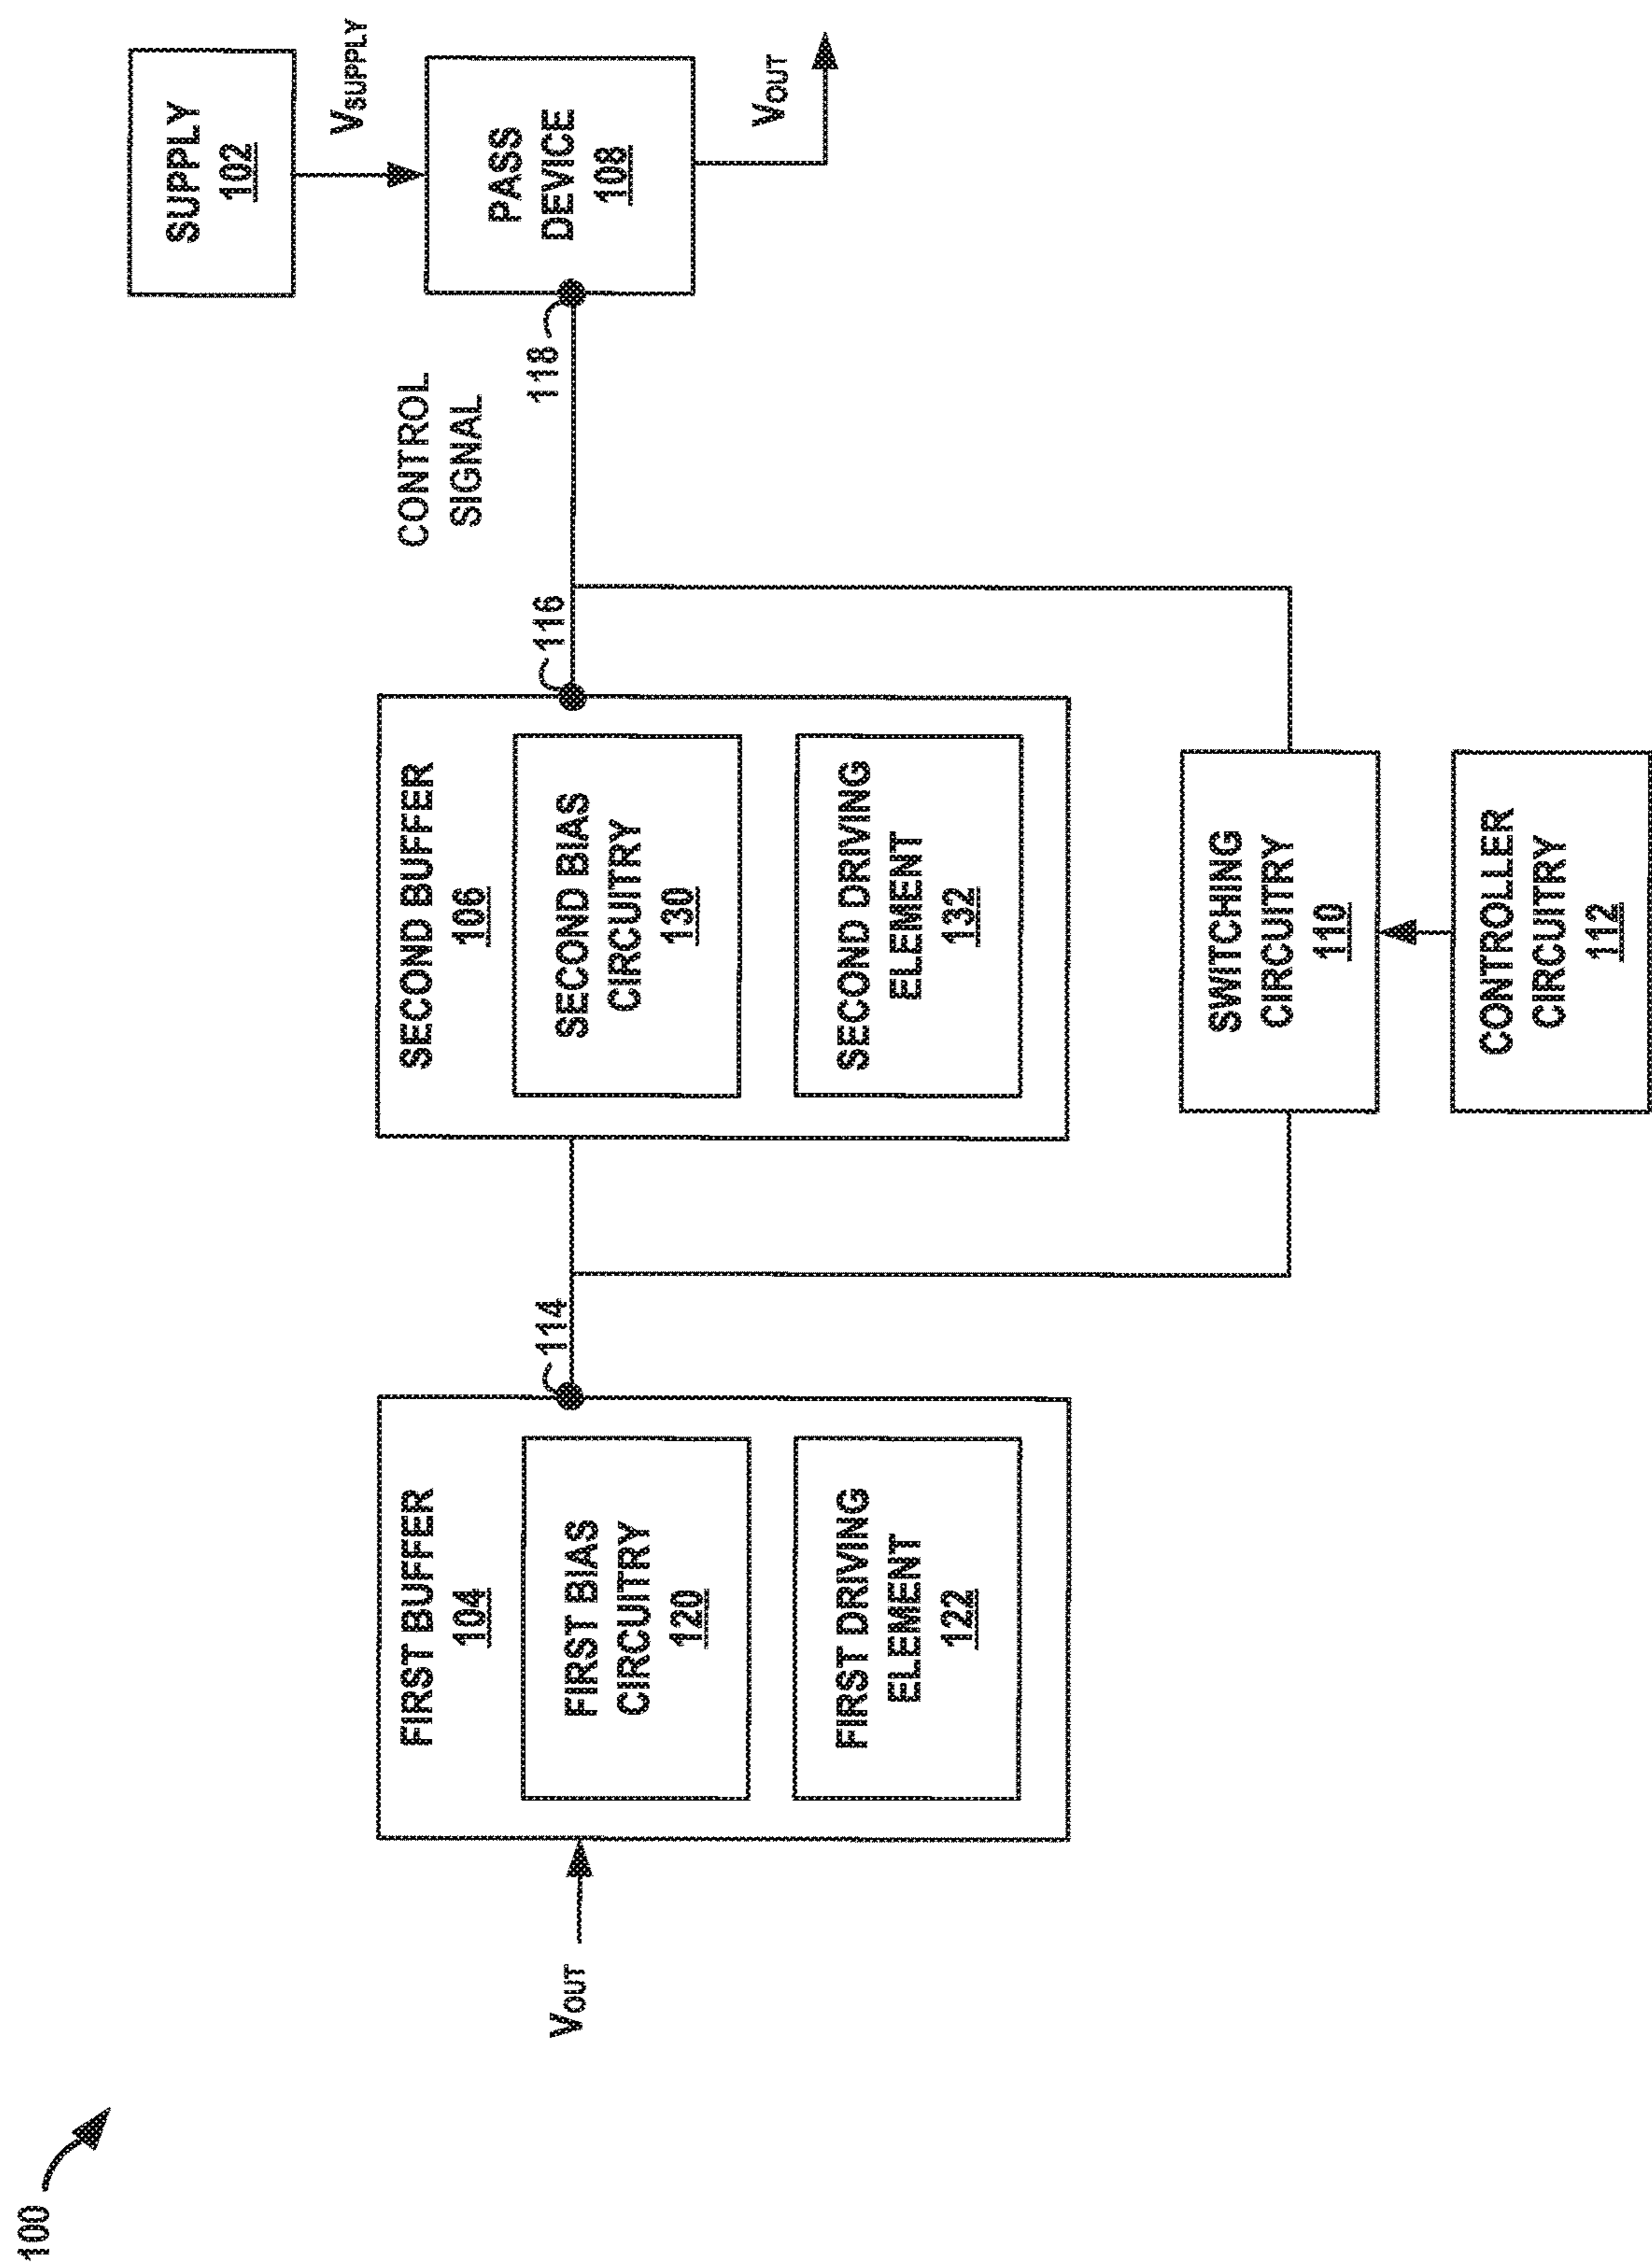 100
SUPPLY
102
VSUPPLY
PASS
DEVICE
108
VOUT
CONTROL
SIGNAL
118
116
114
VOUT
FIRST BUFFER
104
FIRST BIAS
CIRCUITRY
120
FIRST DRIVING
ELEMENT
122
SECOND BUFFER
106
SECOND BIAS
CIRCUITRY
130
SECOND DRIVING
ELEMENT
132
SWITCHING
CIRCUITRY
110
CONTROLLER
CIRCUITRY
112